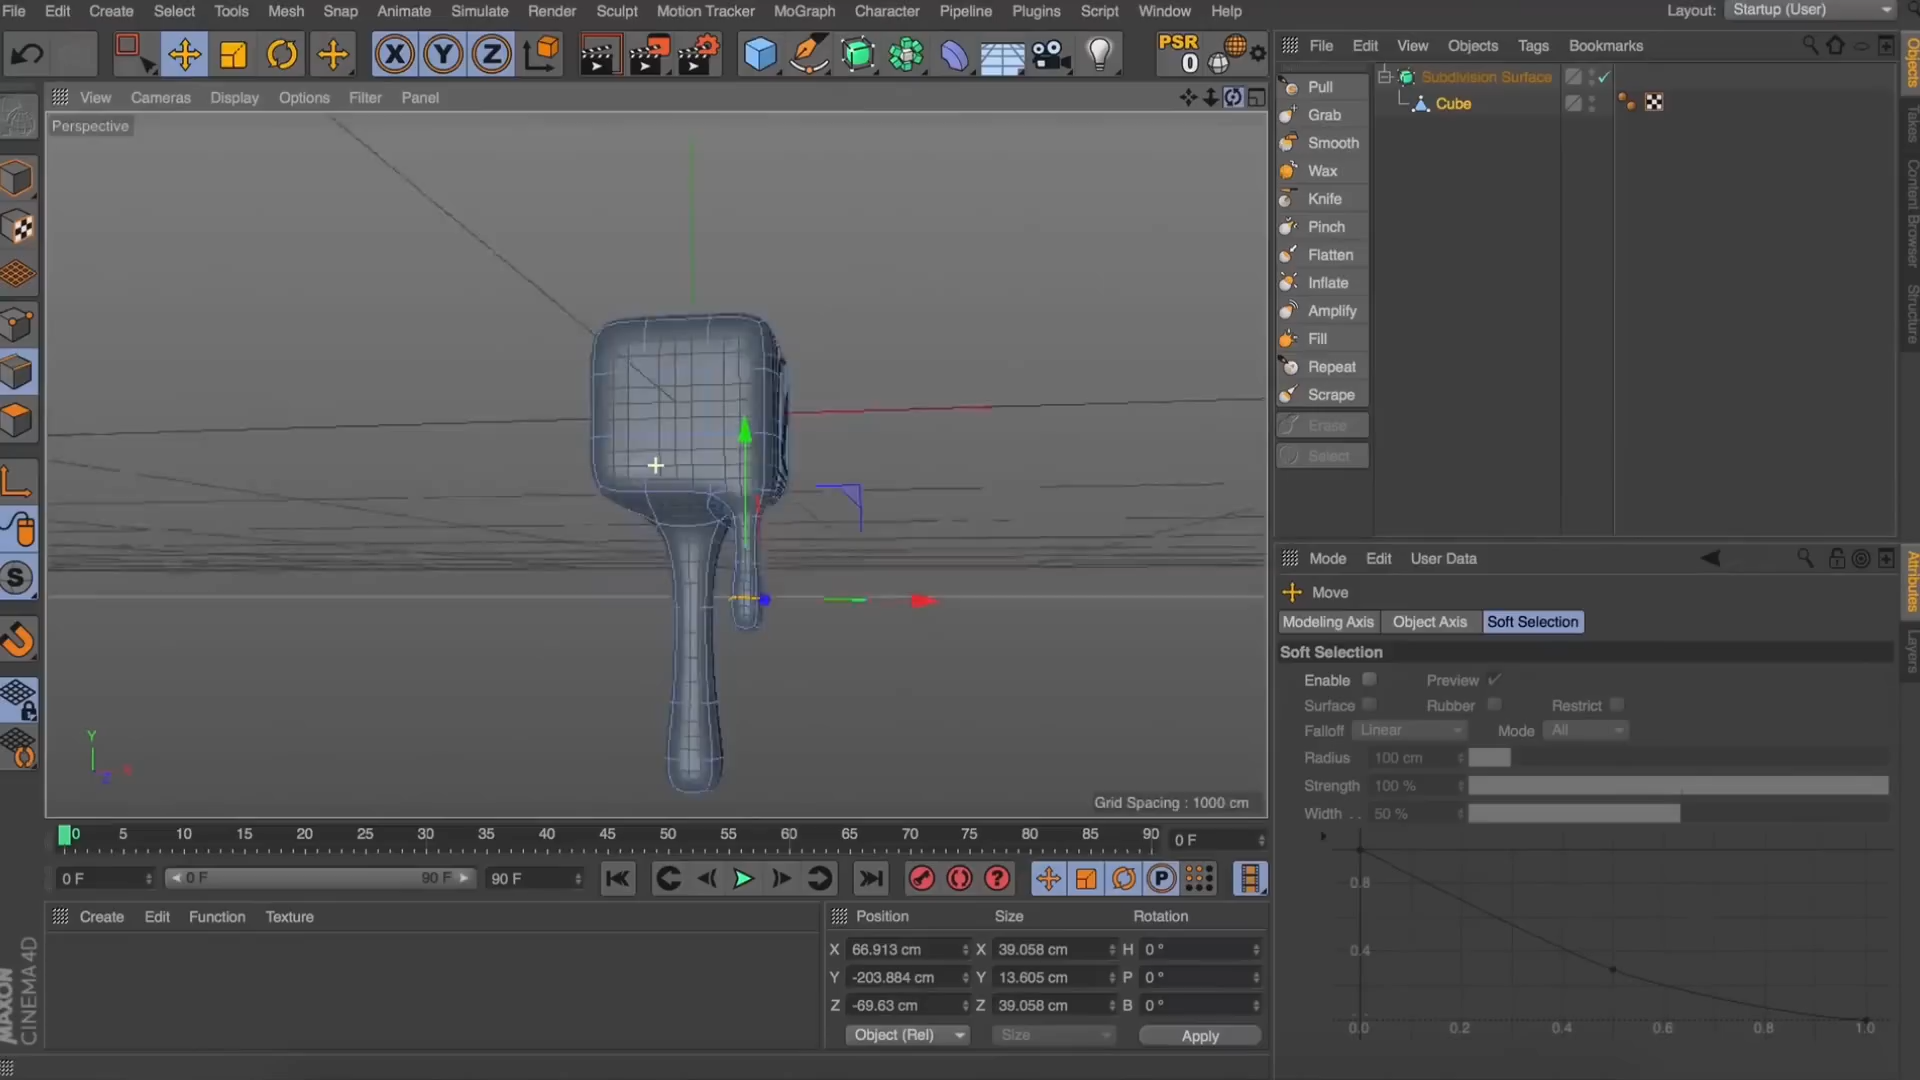 File Edit Create Select Tools Mesh Snap Animate Simulate Render Sculpt Motion Tracker MoGraph Character Pipeline Plugins Script Window Help Layout: Startup (User)
X Y Z PSR 0
File Edit View Objects Tags Bookmarks
View Cameras Display Options Filter Panel
Perspective
Pull
Grab
Smooth
Wax
Knife
Pinch
Flatten
Inflate
Amplify
Fill
Repeat
Scrape
Erase
Select
Subdivision Surface
Cube
Objects
Takes
Content Browser
Structure
Mode Edit User Data
Move
Modeling Axis Object Axis Soft Selection
Soft Selection
Enable Preview
Surface Rubber Restrict
Falloff Linear Mode All
Radius 100 cm
Strength 100 %
Width . . 50 %
0.8
0.4
0.0 0.2 0.4 0.6 0.8 1.0
Attributes
Layers
S
Y
Z X
Grid Spacing : 1000 cm
0 5 10 15 20 25 30 35 40 45 50 55 60 65 70 75 80 85 90 0 F
0 F 0 F 90 F 90 F ? P
Create Edit Function Texture
Position Size Rotation
X 66.913 cm X 39.058 cm H 0 °
Y -203.884 cm Y 13.605 cm P 0 °
Z -69.63 cm Z 39.058 cm B 0 °
Object (Rel) Size Apply
MAXON
CINEMA 4D